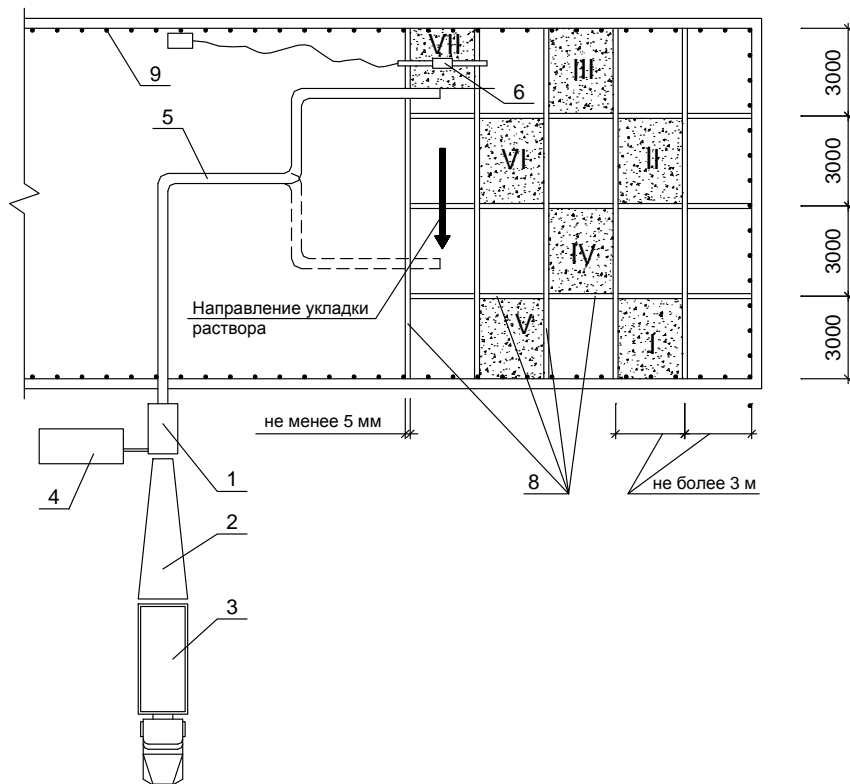 VII
III
9
6
3000
5
VI
II
3000
IV
3000
Направление укладки
раствора
V
I
3000
не менее 5 мм
4
1
8
не более 3 м
2
3